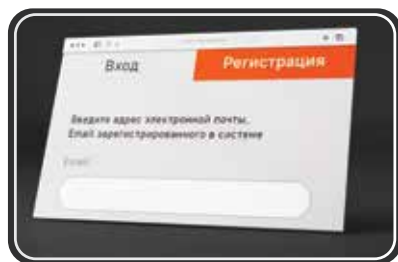 Вход
Регистрация
Введите адрес электронной почты.
Email зарегистрированного в системе
Email